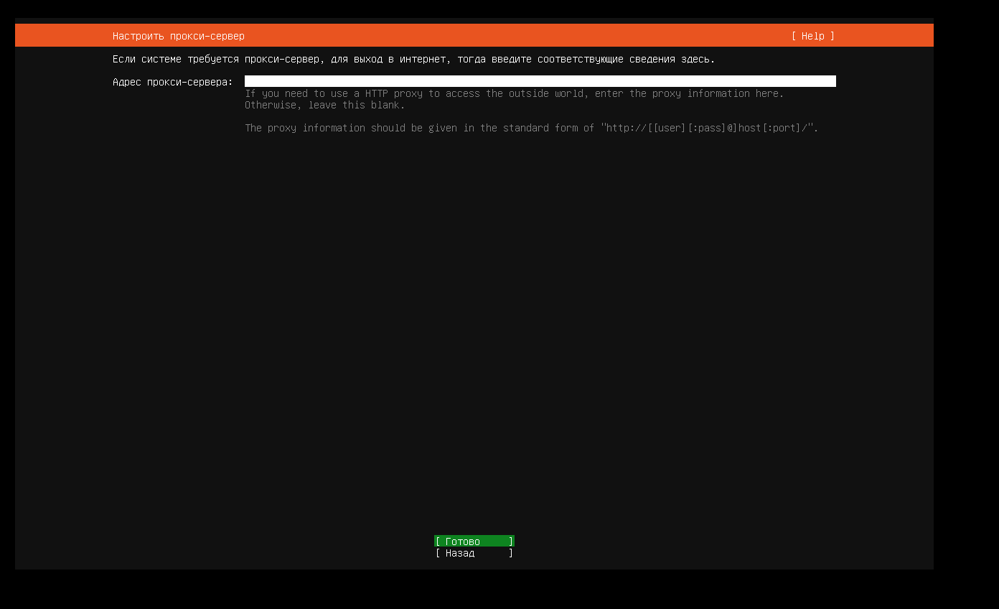 Настроить прокси-сервер [ Help ]
Если системе требуется прокси-сервер, для выход в интернет, тогда введите соответствующие сведения здесь.
Адрес прокси-сервера:
If you need to use a HTTP proxy to access the outside world, enter the proxy information here.
Otherwise, leave this blank.
The proxy information should be given in the standard form of "http://[[user][:pass]@]host[:port]/".
[ Готово ]
[ Назад ]